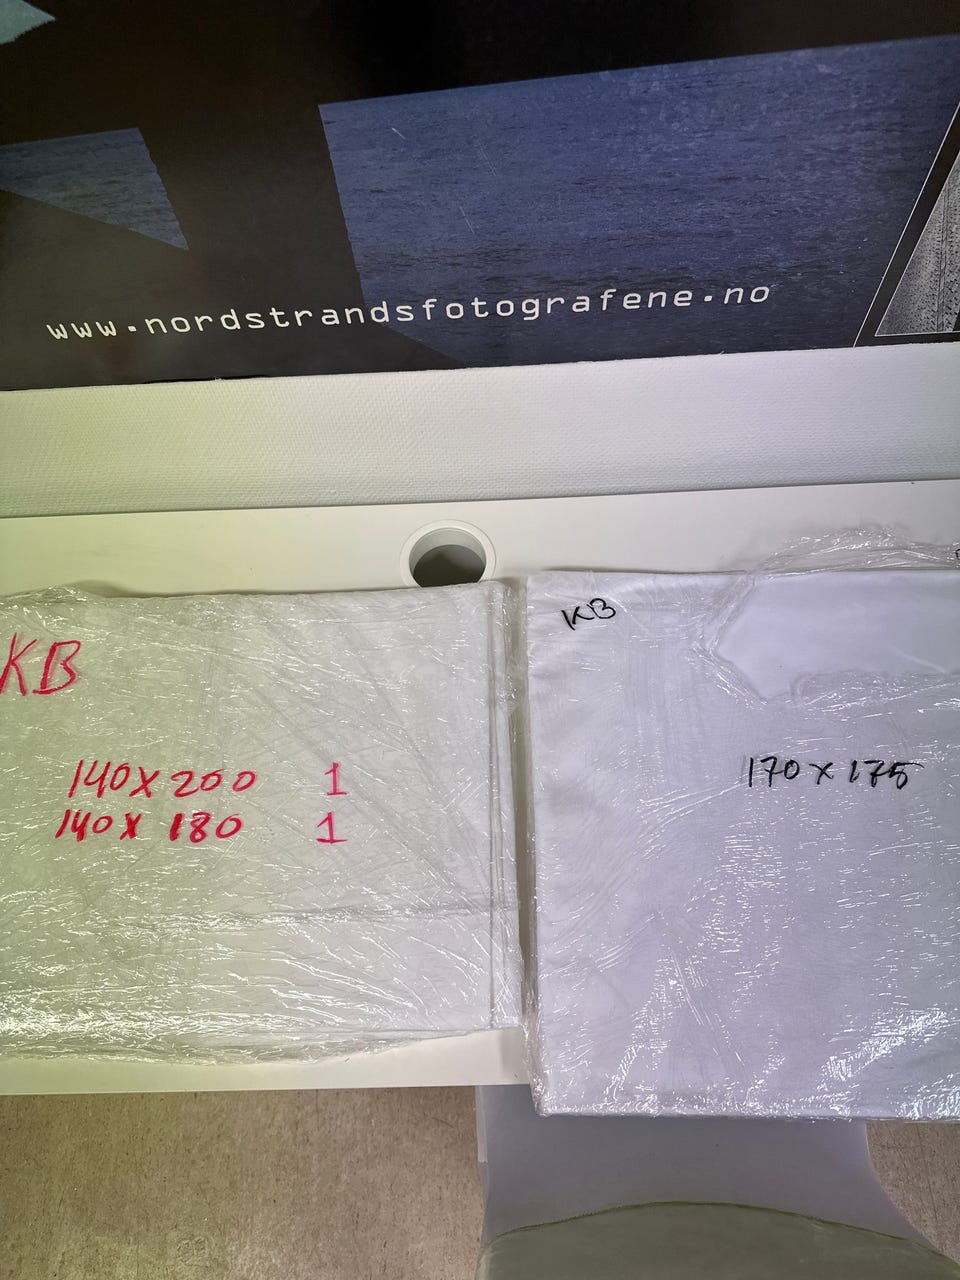 www.nordstrandsfotografene.no
KB
140x200 1
140x180 1
KB
170x175